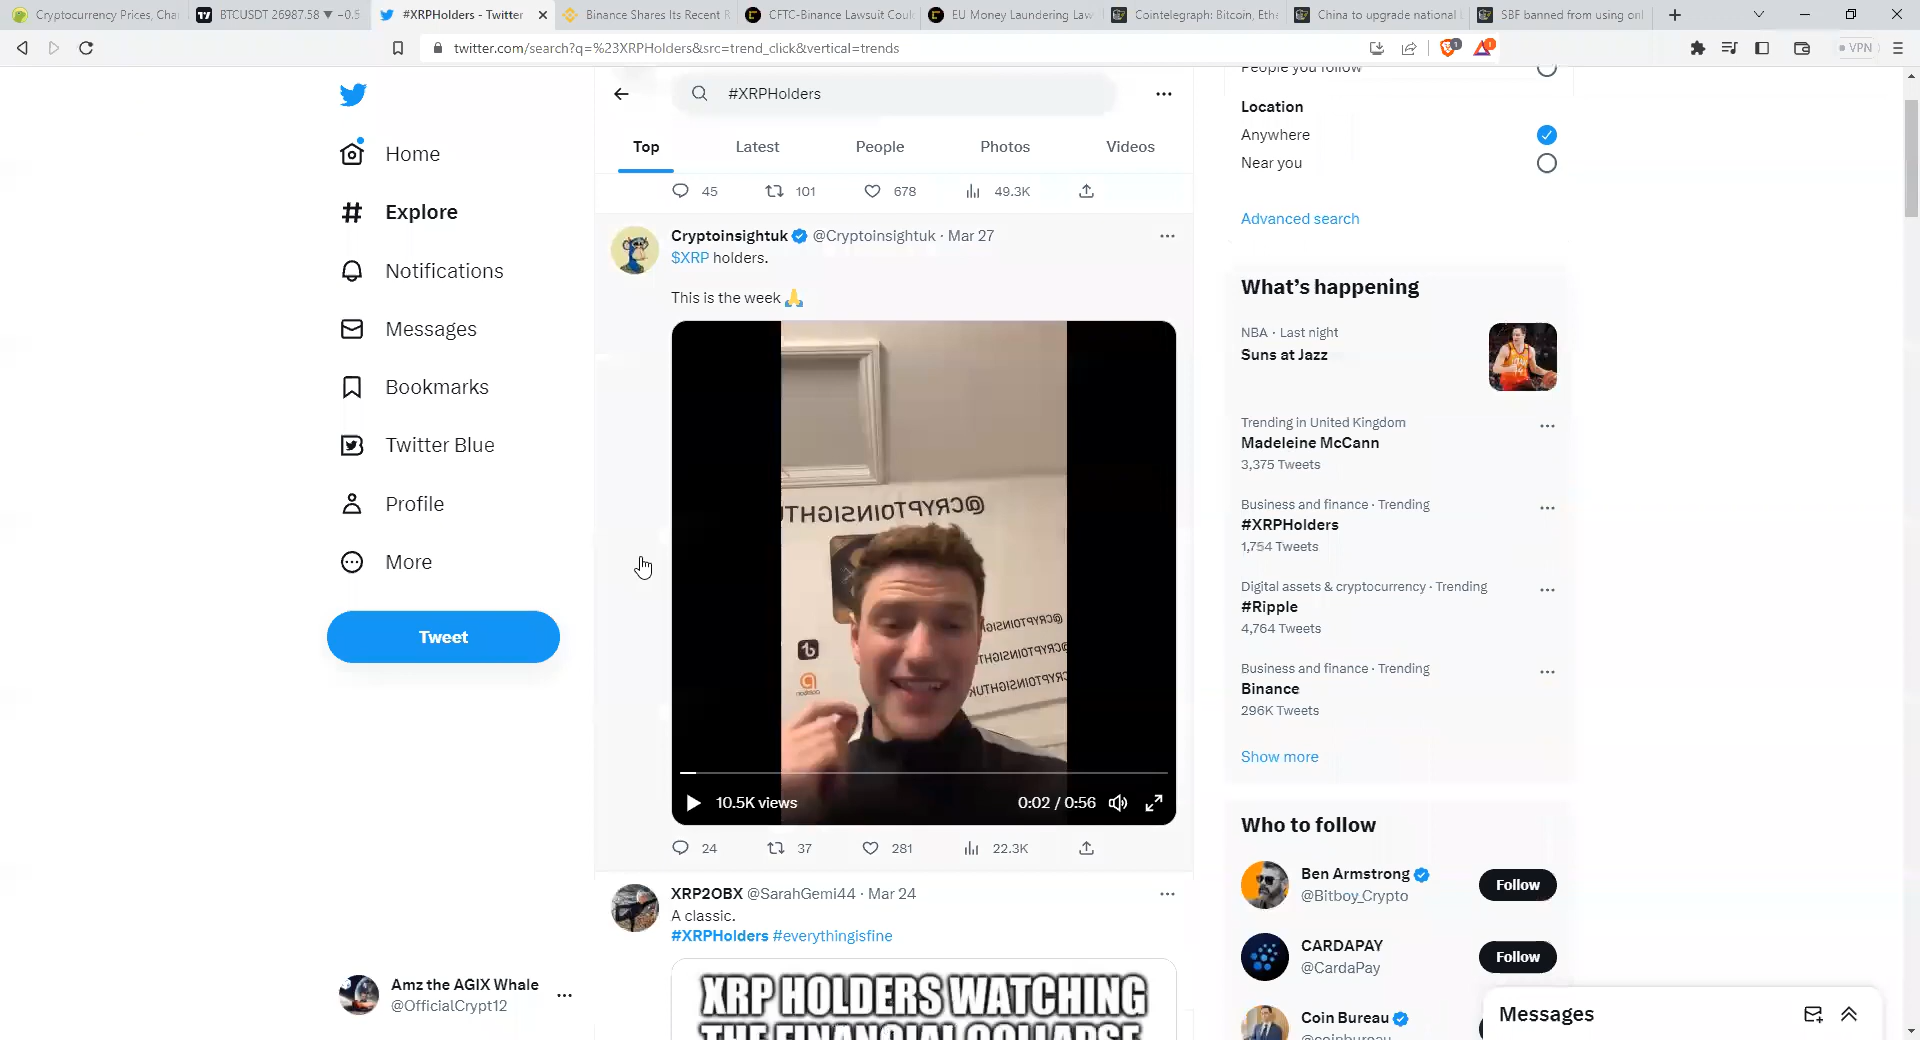 Cryptocurrency Prices, Cha
BTCUSDT 26987.58 ▼ −0.5
#XRPHolders - Twitter
Binance Shares Its Recent R
CFTC-Binance Lawsuit Coul
EU Money Laundering Law
Cointelegraph: Bitcoin, Eth
China to upgrade national
SBF banned from using onl
twitter.com/search?q=%23XRPHolders&src=trend_click&vertical=trends
VPN
Home
Explore
Notifications
Messages
Bookmarks
Twitter Blue
Profile
More
Tweet
Amz the AGIX Whale
@OfficialCrypt12
#XRPHolders
Top
Latest
People
Photos
Videos
45
101
678
49.3K
Cryptoinsightuk @Cryptoinsightuk · Mar 27
$XRP holders.
This is the week
10.5K views
0:02 / 0:56
24
37
281
22.3K
XRP2OBX @SarahGemi44 · Mar 24
A classic.
#XRPHolders #everythingisfine
XRP HOLDERS WATCHING
THE FINANCIAL COLLAPSE
People you follow
Location
Anywhere
Near you
Advanced search
What's happening
NBA · Last night
Suns at Jazz
Trending in United Kingdom
Madeleine McCann
3,375 Tweets
Business and finance · Trending
#XRPHolders
1,754 Tweets
Digital assets & cryptocurrency · Trending
#Ripple
4,764 Tweets
Business and finance · Trending
Binance
296K Tweets
Show more
Who to follow
Ben Armstrong
@Bitboy_Crypto
Follow
CARDAPAY
@CardaPay
Follow
Coin Bureau
@coinbureau
Messages